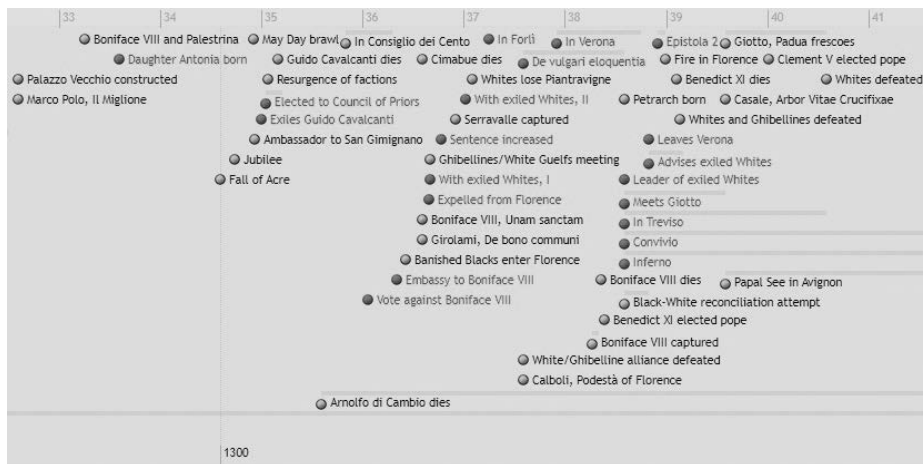 33 34 35 36 37 38 39 40 41
Boniface VIII and Palestrina May Day brawl In Consiglio dei Cento In Forlì In Verona Epistola 2 Giotto, Padua frescoes
Daughter Antonia born Guido Cavalcanti dies Cimabue dies De vulgari eloquentia Fire in Florence Clement V elected pope
Palazzo Vecchio constructed Resurgence of factions Whites lose Piantravigne Benedict XI dies Whites defeated
Marco Polo, Il Miglione Elected to Council of Priors With exiled Whites, II Petrarch born Casale, Arbor Vitae Crucifixae
Exiles Guido Cavalcanti Serravalle captured Whites and Ghibellines defeated
Ambassador to San Gimignano Sentence increased Leaves Verona
Jubilee Ghibellines/White Guelfs meeting Advises exiled Whites
Fall of Acre With exiled Whites, I Leader of exiled Whites
Expelled from Florence Meets Giotto
Boniface VIII, Unam sanctam In Treviso
Girolami, De bono communi Convivio
Banished Blacks enter Florence Inferno
Embassy to Boniface VIII Boniface VIII dies Papal See in Avignon
Vote against Boniface VIII Black-White reconciliation attempt
Benedict XI elected pope
Boniface VIII captured
White/Ghibelline alliance defeated
Calboli, Podestà of Florence
Arnolfo di Cambio dies
1300